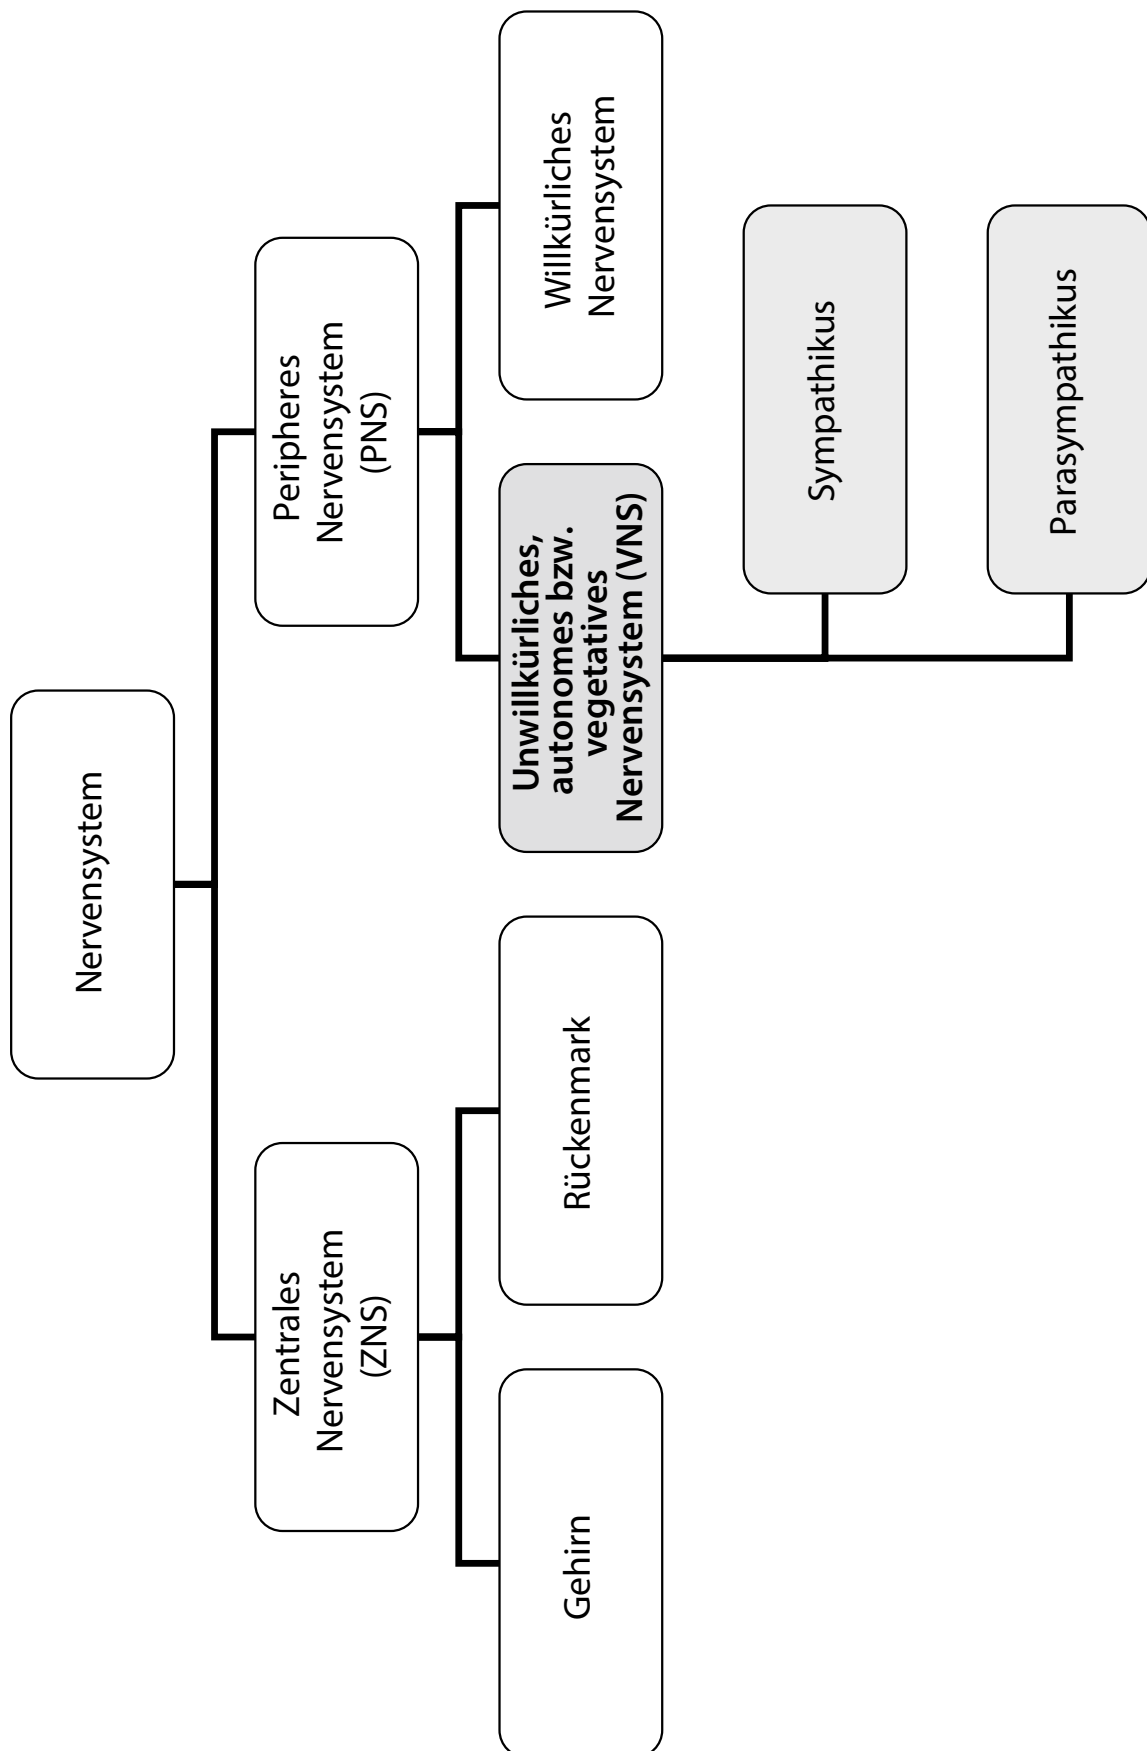 Nervensystem
Zentrales
Nervensystem
(ZNS)
Peripheres
Nervensystem
(PNS)
Gehirn
Rückenmark
Unwillkürliches,
autonomes bzw.
vegetatives
Nervensystem (VNS)
Willkürliches
Nervensystem
Sympathikus
Parasympathikus